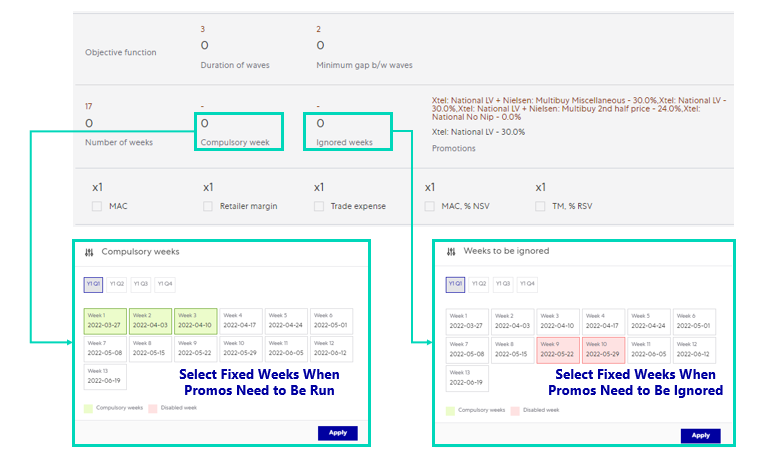 Objective function
3
0
Duration of waves
2
0
Minimum gap b/w waves
17
0
Number of weeks
-
0
Compulsory week
-
0
Ignored weeks
Xtel: National LV + Nielsen: Multibuy Miscellaneous - 30.0%,Xtel: National LV -
30.0%,Xtel: National LV + Nielsen: Multibuy 2nd half price - 24.0%,Xtel:
National No Nip - 0.0%
Xtel: National LV - 30.0%
Promotions
x1
MAC
x1
Retailer margin
x1
Trade expense
x1
MAC, % NSV
x1
TM, % RSV
Compulsory weeks
Y1 Q1 Y1 Q2 Y1 Q3 Y1 Q4
Week 1 Week 2 Week 3 Week 4 Week 5 Week 6
2022-03-27 2022-04-03 2022-04-10 2022-04-17 2022-04-24 2022-05-01
Week 7 Week 8 Week 9 Week 10 Week 11 Week 12
2022-05-08 2022-05-15 2022-05-22 2022-05-29 2022-06-05 2022-06-12
Week 13
2022-06-19
Select Fixed Weeks When
Promos Need to Be Run
Compulsory weeks Disabled week
Apply
Weeks to be ignored
Y1 Q1 Y1 Q2 Y1 Q3 Y1 Q4
Week 1 Week 2 Week 3 Week 4 Week 5 Week 6
2022-03-27 2022-04-03 2022-04-10 2022-04-17 2022-04-24 2022-05-01
Week 7 Week 8 Week 9 Week 10 Week 11 Week 12
2022-05-08 2022-05-15 2022-05-22 2022-05-29 2022-06-05 2022-06-12
Week 13
2022-06-19
Select Fixed Weeks When
Promos Need to Be Ignored
Compulsory weeks Disabled week
Apply